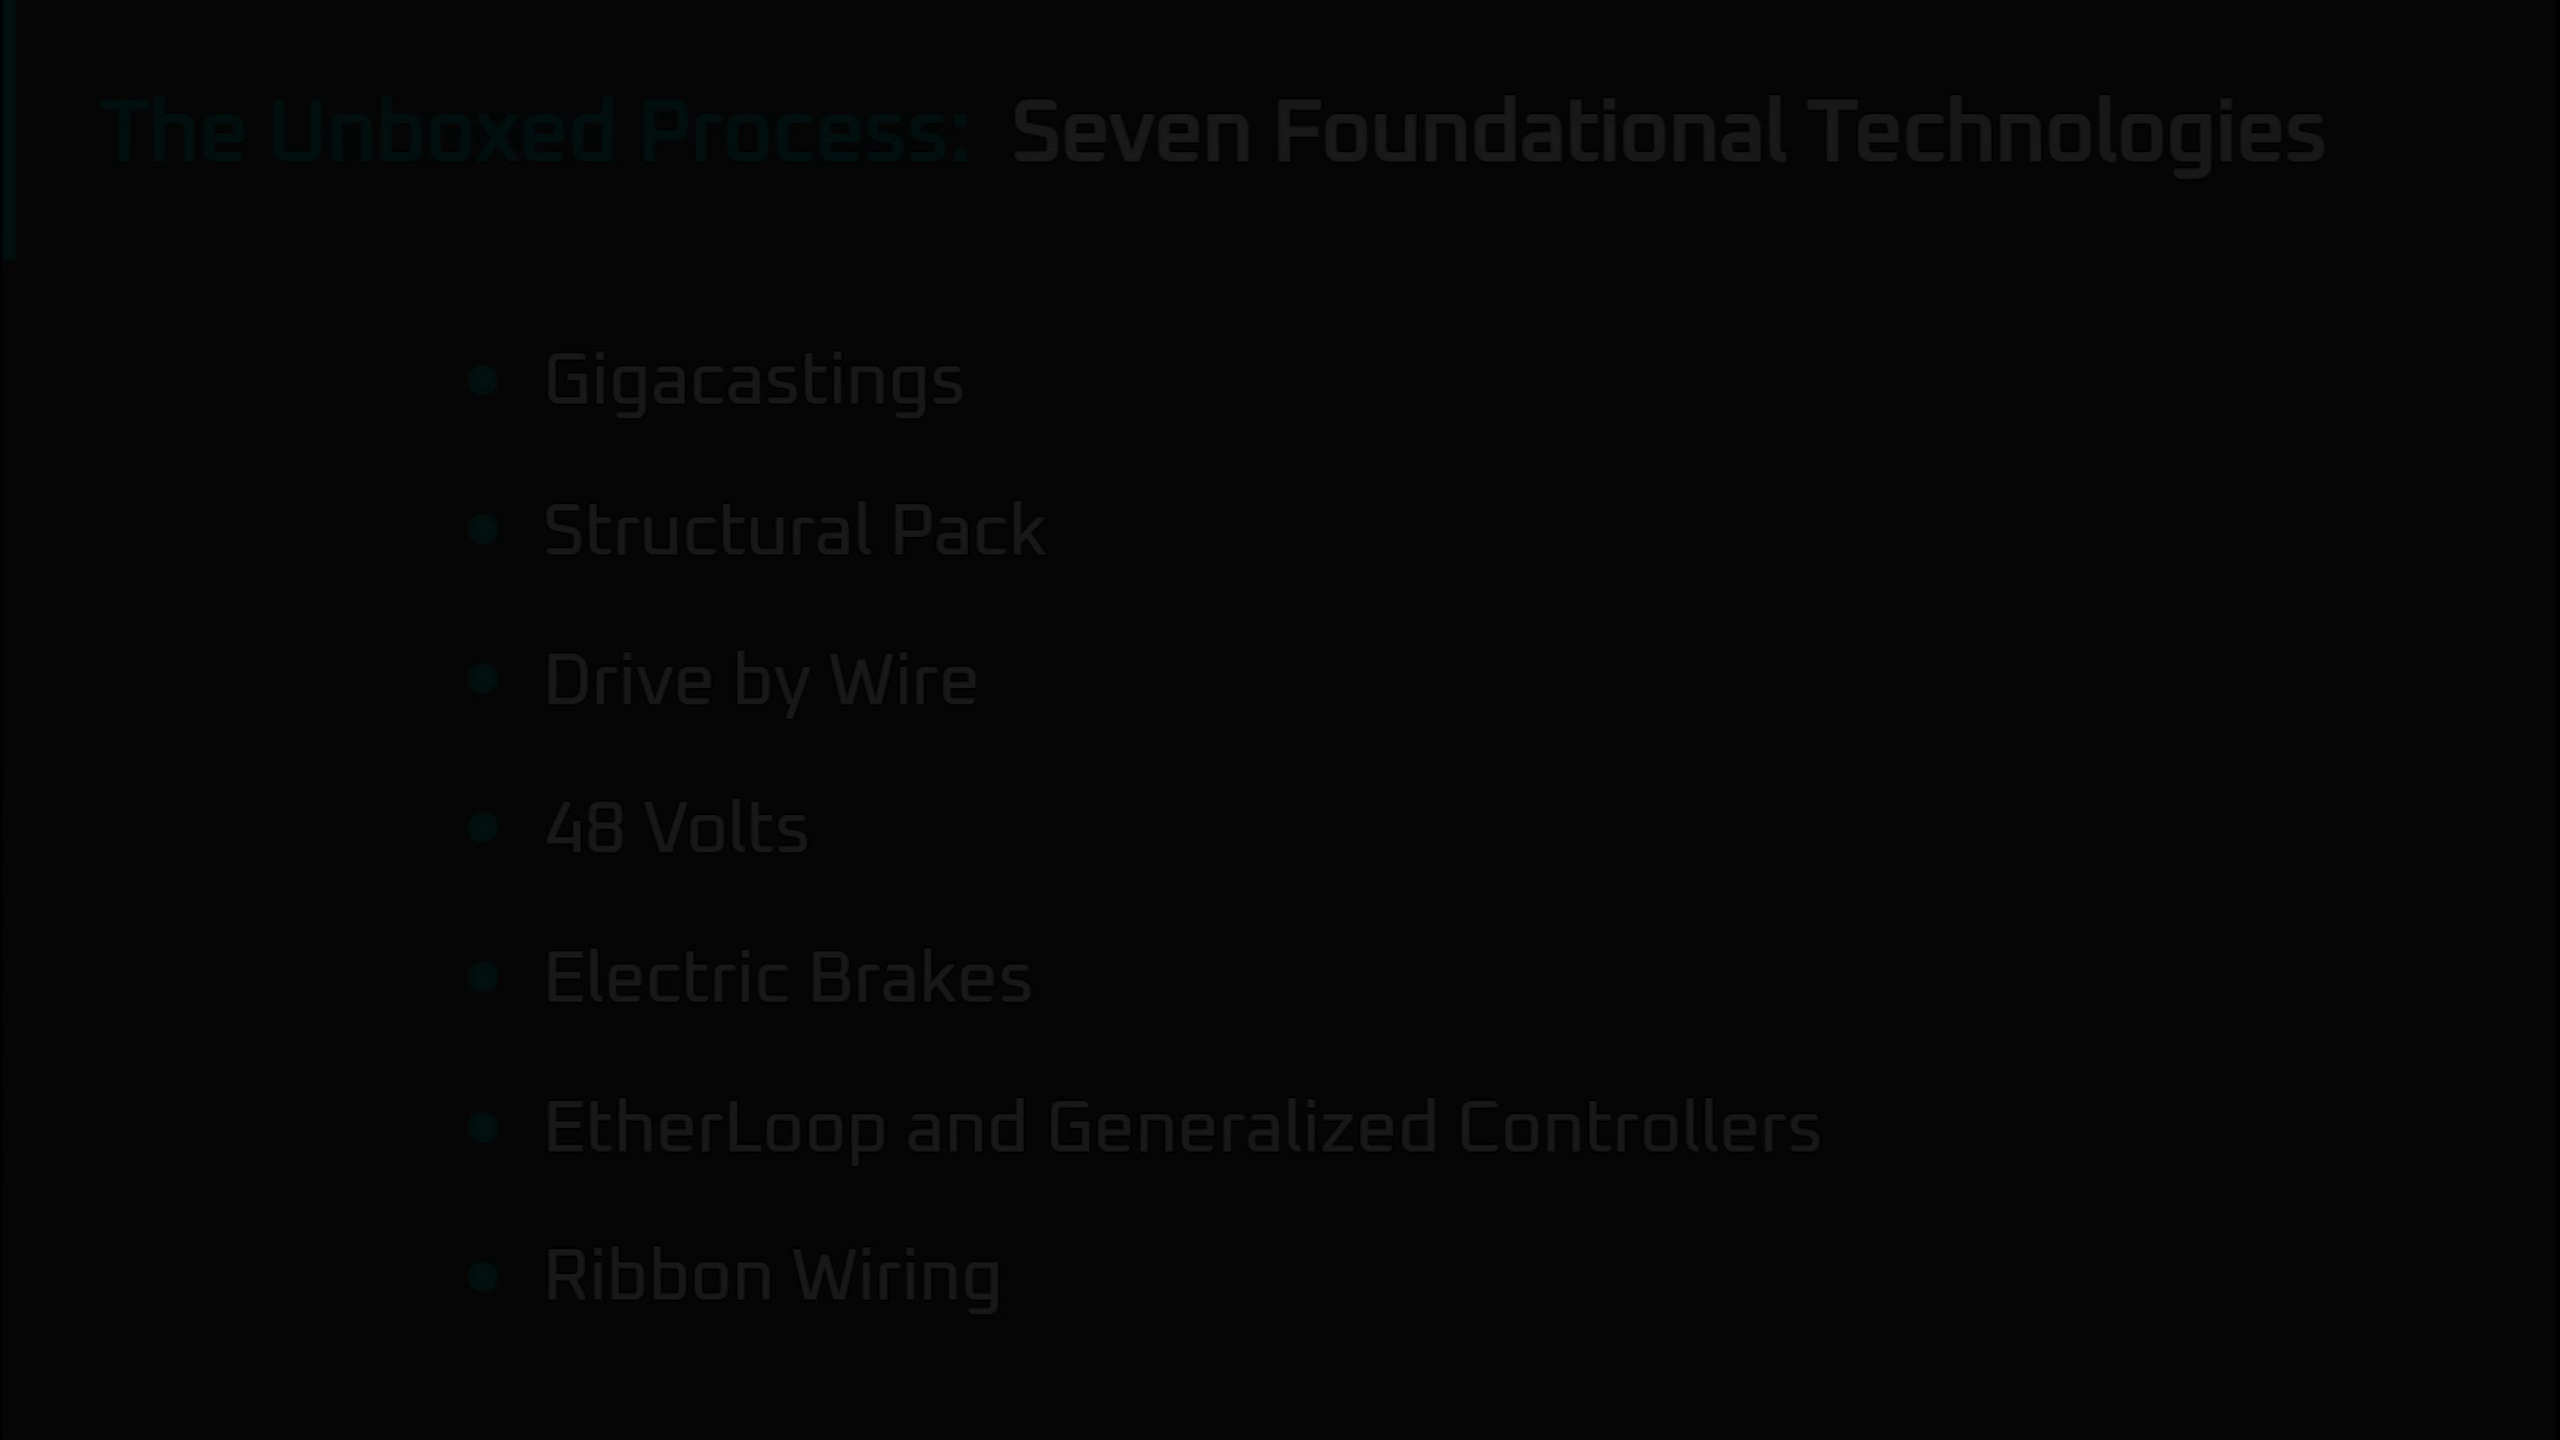 The Unboxed Process: Seven Foundational Technologies
• Gigacastings
• Structural Pack
• Drive by Wire
• 48 Volts
• Electric Brakes
• EtherLoop and Generalized Controllers
• Ribbon Wiring